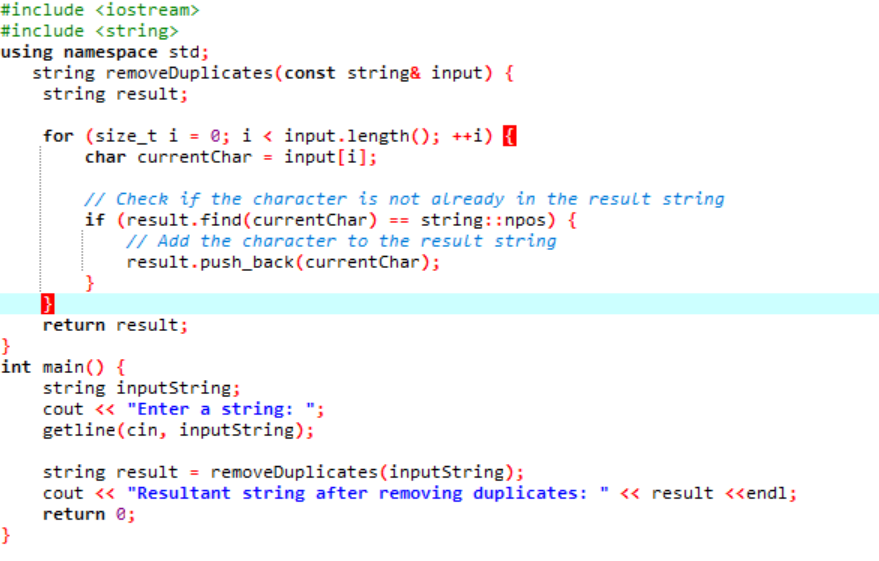 #include <iostream>
#include <string>
using namespace std;
   string removeDuplicates(const string& input) {
    string result;

    for (size_t i = 0; i < input.length(); ++i) {
        char currentChar = input[i];

        // Check if the character is not already in the result string
        if (result.find(currentChar) == string::npos) {
            // Add the character to the result string
            result.push_back(currentChar);
        }
    }
    return result;
}
int main() {
    string inputString;
    cout << "Enter a string: ";
    getline(cin, inputString);

    string result = removeDuplicates(inputString);
    cout << "Resultant string after removing duplicates: " << result <<endl;
    return 0;
}